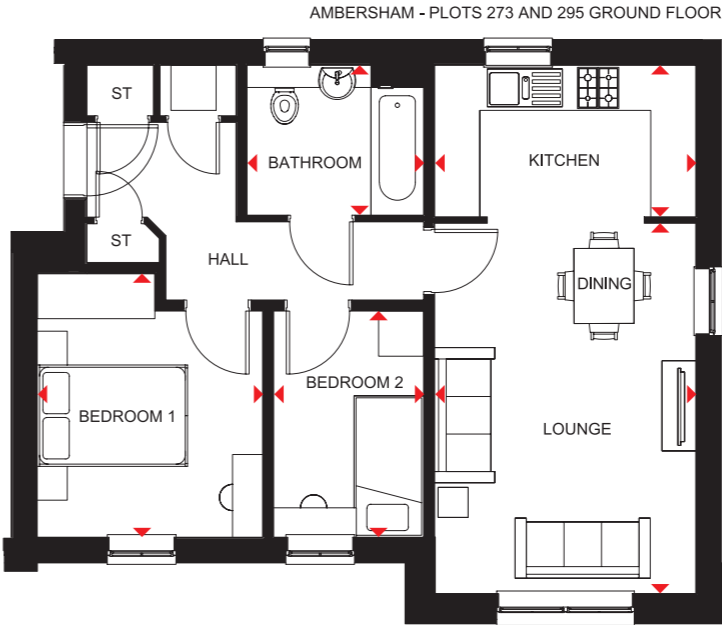 AMBERSHAM - PLOTS 273 AND 295 GROUND FLOOR
ST
BATHROOM
KITCHEN
ST
HALL
DINING
BEDROOM 2
BEDROOM 1
LOUNGE